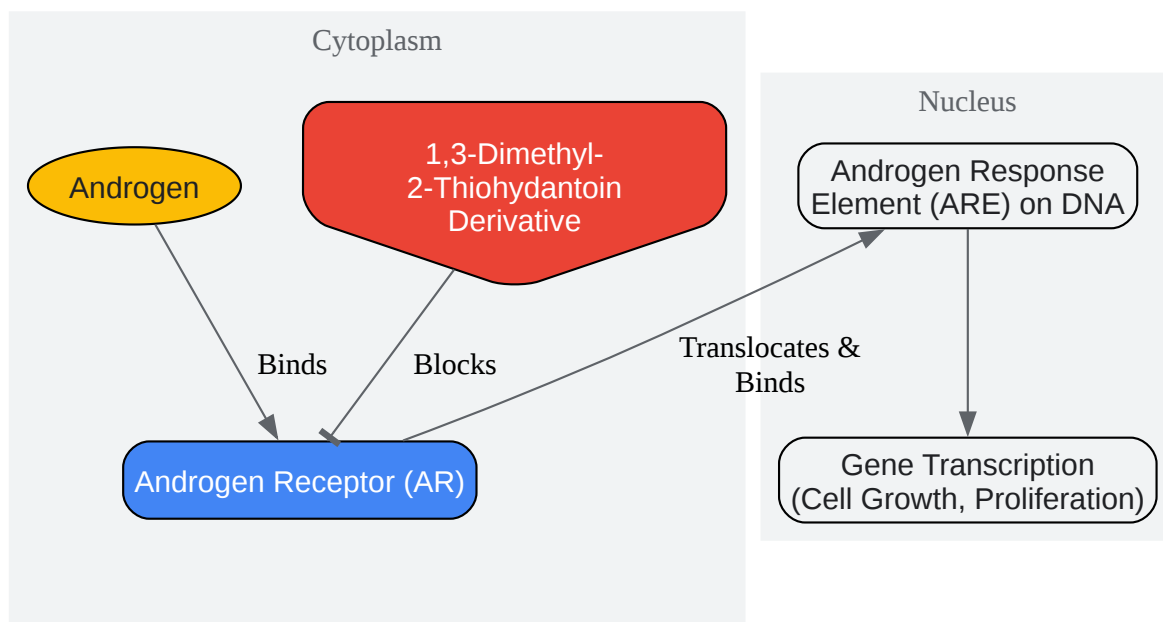 Cytoplasm
Androgen
1,3-Dimethyl-
2-Thiohydantoin
Derivative
Binds
Blocks
Androgen Receptor (AR)
Translocates &
Binds
Nucleus
Androgen Response
Element (ARE) on DNA
Gene Transcription
(Cell Growth, Proliferation)